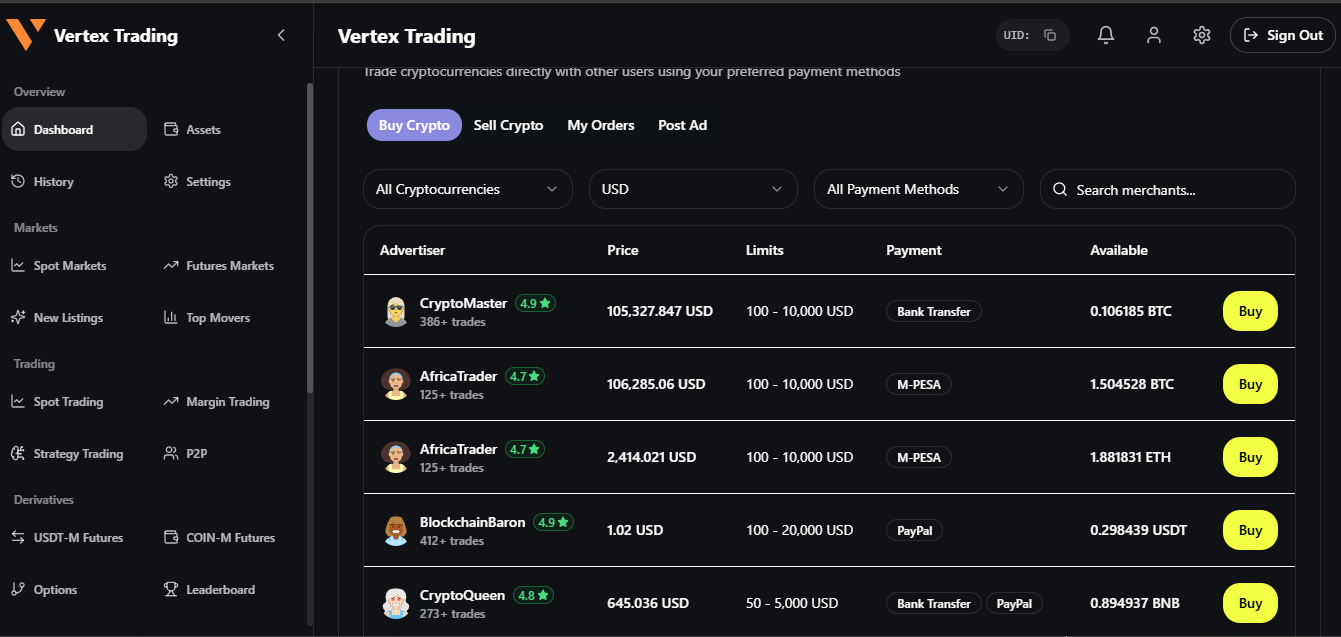 Vertex Trading
Vertex Trading
UID:
Sign Out
Trade cryptocurrencies directly with other users using your preferred payment methods
Overview
Dashboard
Assets
History
Settings
Markets
Spot Markets
Futures Markets
New Listings
Top Movers
Trading
Spot Trading
Margin Trading
Strategy Trading
P2P
Derivatives
USDT-M Futures
COIN-M Futures
Options
Leaderboard
Buy Crypto Sell Crypto My Orders Post Ad
All Cryptocurrencies USD All Payment Methods Search merchants...
Advertiser Price Limits Payment Available
CryptoMaster 4.9
386+ trades
105,327.847 USD 100 - 10,000 USD Bank Transfer 0.106185 BTC Buy
AfricaTrader 4.7
125+ trades
106,285.06 USD 100 - 10,000 USD M-PESA 1.504528 BTC Buy
AfricaTrader 4.7
125+ trades
2,414.021 USD 100 - 10,000 USD M-PESA 1.881831 ETH Buy
BlockchainBaron 4.9
412+ trades
1.02 USD 100 - 20,000 USD PayPal 0.298439 USDT Buy
CryptoQueen 4.8
273+ trades
645.036 USD 50 - 5,000 USD Bank Transfer PayPal 0.894937 BNB Buy